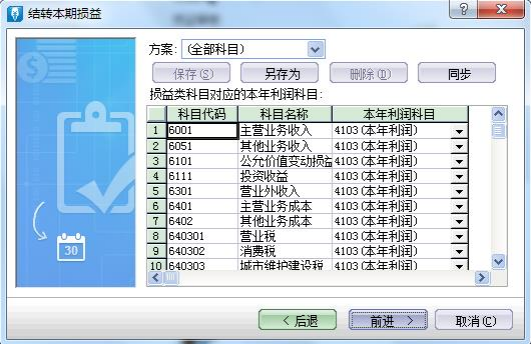 结转本期损益
方案: (全部科目)
保存(S) 另存为 删除(D) 同步
损益类科目对应的本年利润科目:
科目代码 科目名称 本年利润科目
1 6001 主营业务收入 4103(本年利润)
2 6051 其他业务收入 4103(本年利润)
3 6101 公允价值变动损益 4103(本年利润)
4 6111 投资收益 4103(本年利润)
5 6301 营业外收入 4103(本年利润)
6 6401 主营业务成本 4103(本年利润)
7 6402 其他业务成本 4103(本年利润)
8 640301 营业税 4103(本年利润)
9 640302 消费税 4103(本年利润)
10 640303 城市维护建设税 4103(本年利润)
30
< 后退 前进 > 取消(C)